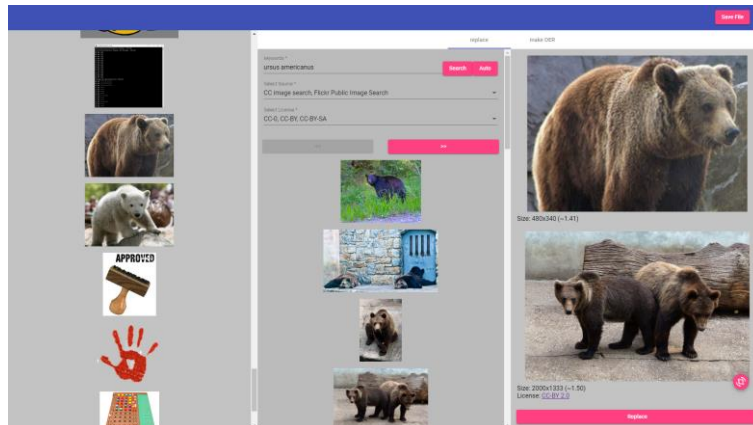 Save File
replace
make OER
APPROVED
Keywords *
ursus americanus
Search
Auto
Select Source *
CC image search, Flickr Public Image Search
Select License *
CC-0, CC-BY, CC-BY-SA
<<
>>
Size: 480x340 (~1.41)
Size: 2000x1333 (~1.50)
License: CC-BY 2.0
Replace